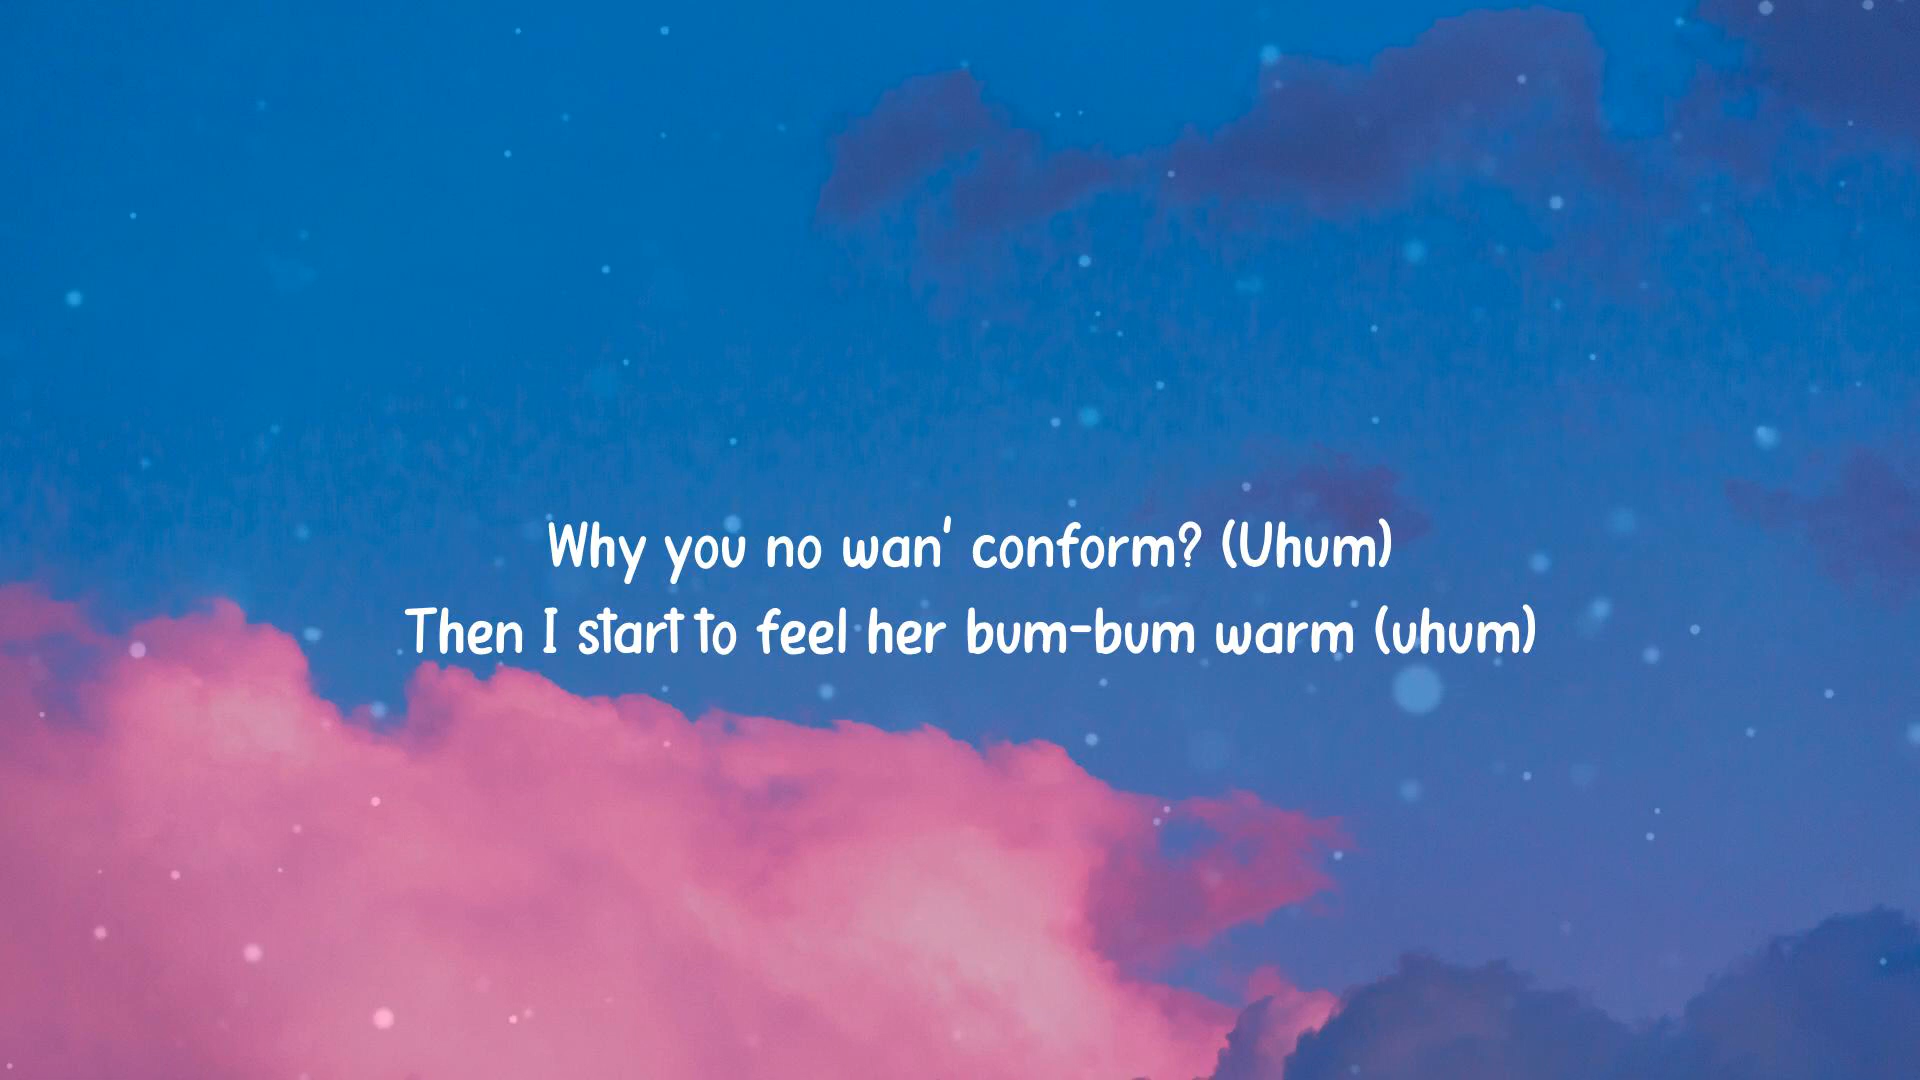 Why you no wan' conform? (Uhum)
Then I start to feel her bum-bum warm (uhum)